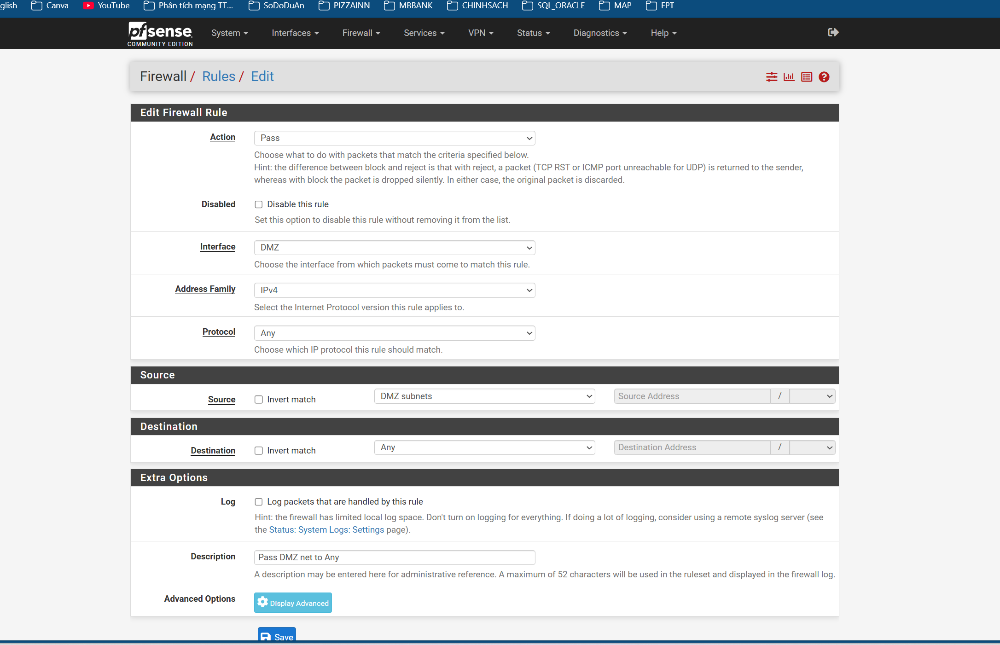 glish Canva YouTube Phân tích mạng TT... SoDoDuAn PIZZAINN MBBANK CHINHSACH SQL_ORACLE MAP FPT
pfsense COMMUNITY EDITION System Interfaces Firewall Services VPN Status Diagnostics Help
Firewall / Rules / Edit
Edit Firewall Rule
Action Pass
Choose what to do with packets that match the criteria specified below.
Hint: the difference between block and reject is that with reject, a packet (TCP RST or ICMP port unreachable for UDP) is returned to the sender,
whereas with block the packet is dropped silently. In either case, the original packet is discarded.
Disabled Disable this rule
Set this option to disable this rule without removing it from the list.
Interface DMZ
Choose the interface from which packets must come to match this rule.
Address Family IPv4
Select the Internet Protocol version this rule applies to.
Protocol Any
Choose which IP protocol this rule should match.
Source
Source Invert match DMZ subnets Source Address /
Destination
Destination Invert match Any Destination Address /
Extra Options
Log Log packets that are handled by this rule
Hint: the firewall has limited local log space. Don't turn on logging for everything. If doing a lot of logging, consider using a remote syslog server (see
the Status: System Logs: Settings page).
Description Pass DMZ net to Any
A description may be entered here for administrative reference. A maximum of 52 characters will be used in the ruleset and displayed in the firewall log.
Advanced Options Display Advanced
Save